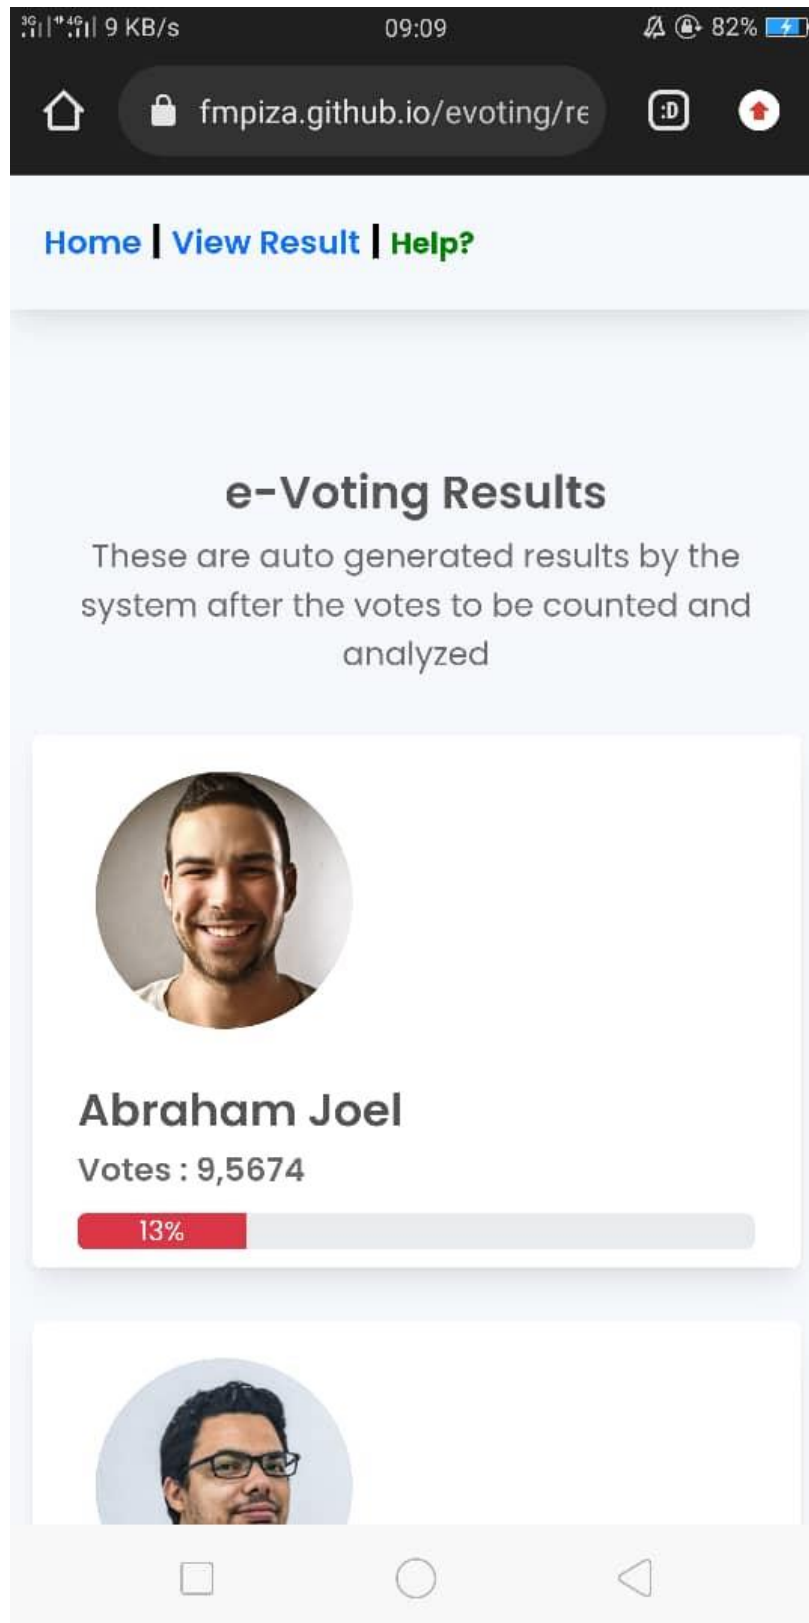 3G 4G 9 KB/s 09:09 82%
fmpiza.github.io/evoting/re :D
Home | View Result | Help?
e-Voting Results
These are auto generated results by the
system after the votes to be counted and
analyzed
Abraham Joel
Votes : 9,5674
13%